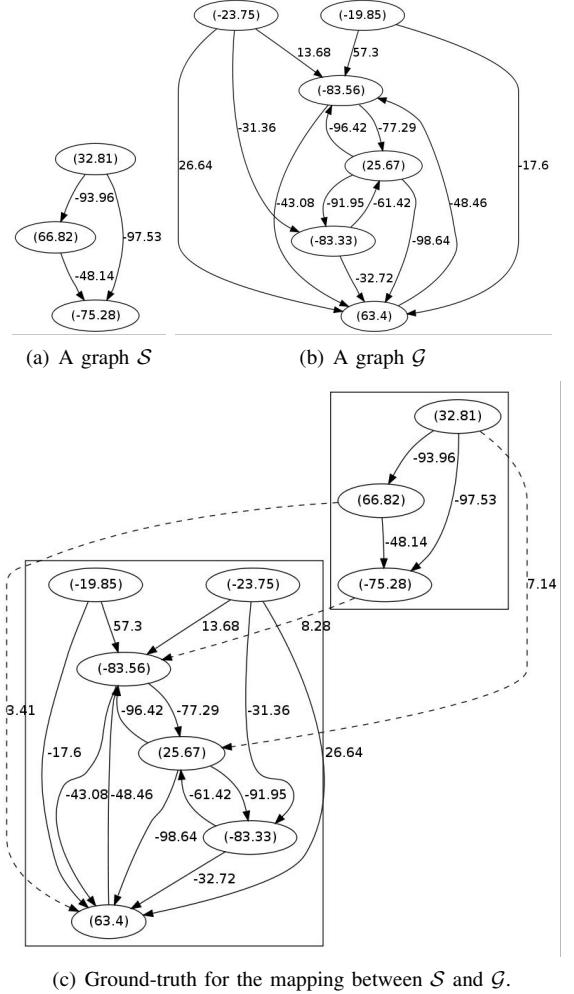 (-23.75) (-19.85)
13.68 57.3
(-83.56)
-31.36 -96.42 -77.29
(32.81)
26.64 (25.67) -17.6
-93.96
-43.08 -91.95 -61.42 -48.46
(66.82) -97.53
(-83.33) -98.64
-48.14
-32.72
(-75.28) (63.4)
(a) A graph S (b) A graph G
(32.81)
-93.96
(66.82) -97.53
-48.14
(-19.85) (-23.75) (-75.28) 7.14
57.3 13.68 8.28
(-83.56)
3.41 -96.42 -77.29 -31.36
-17.6 (25.67) 26.64
-43.08 -48.46 -61.42 -91.95
-98.64 (-83.33)
-32.72
(63.4)
(c) Ground-truth for the mapping between S and G.